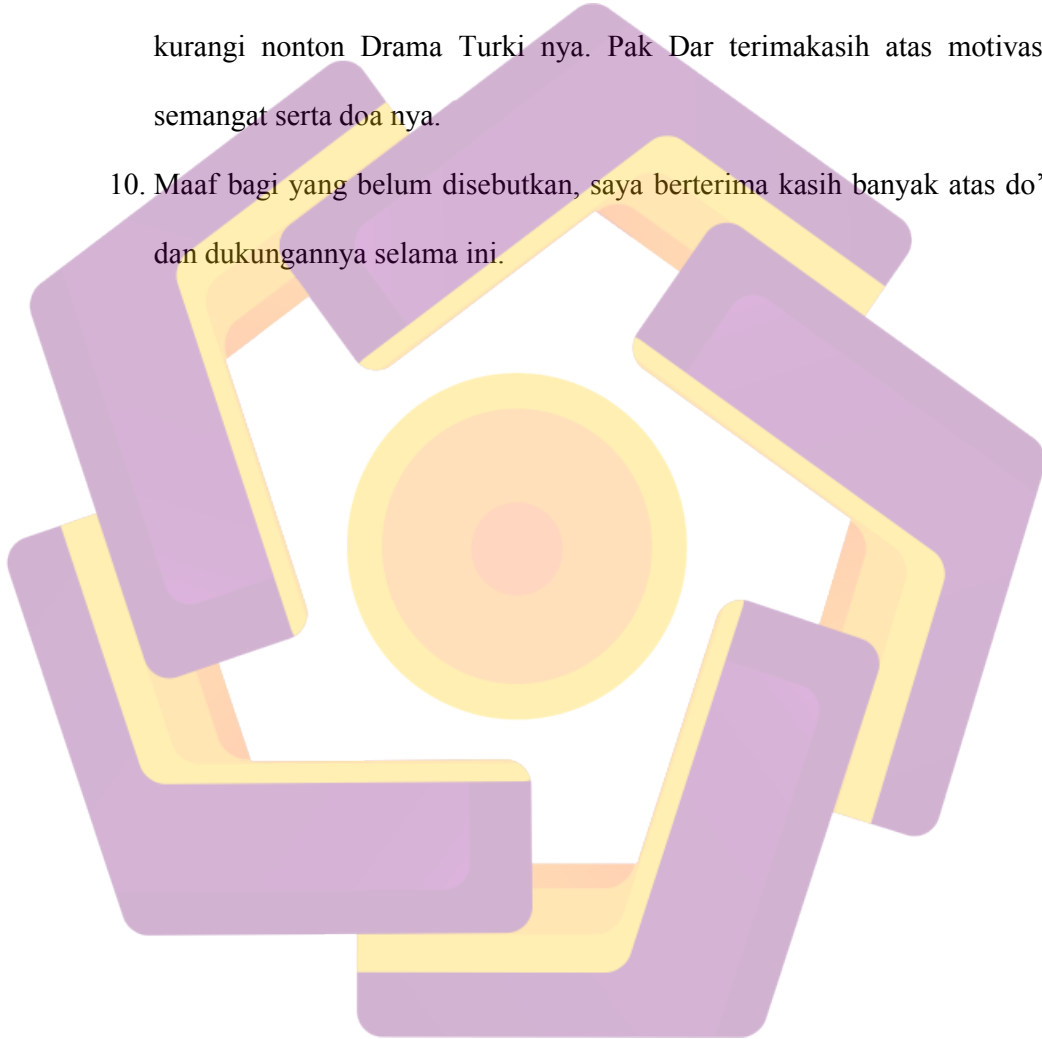 kurangi nonton Drama Turki nya. Pak Dar terimakasih atas motivas
semangat serta doa nya.
10. Maaf bagi yang belum disebutkan, saya berterima kasih banyak atas do’
dan dukungannya selama ini.